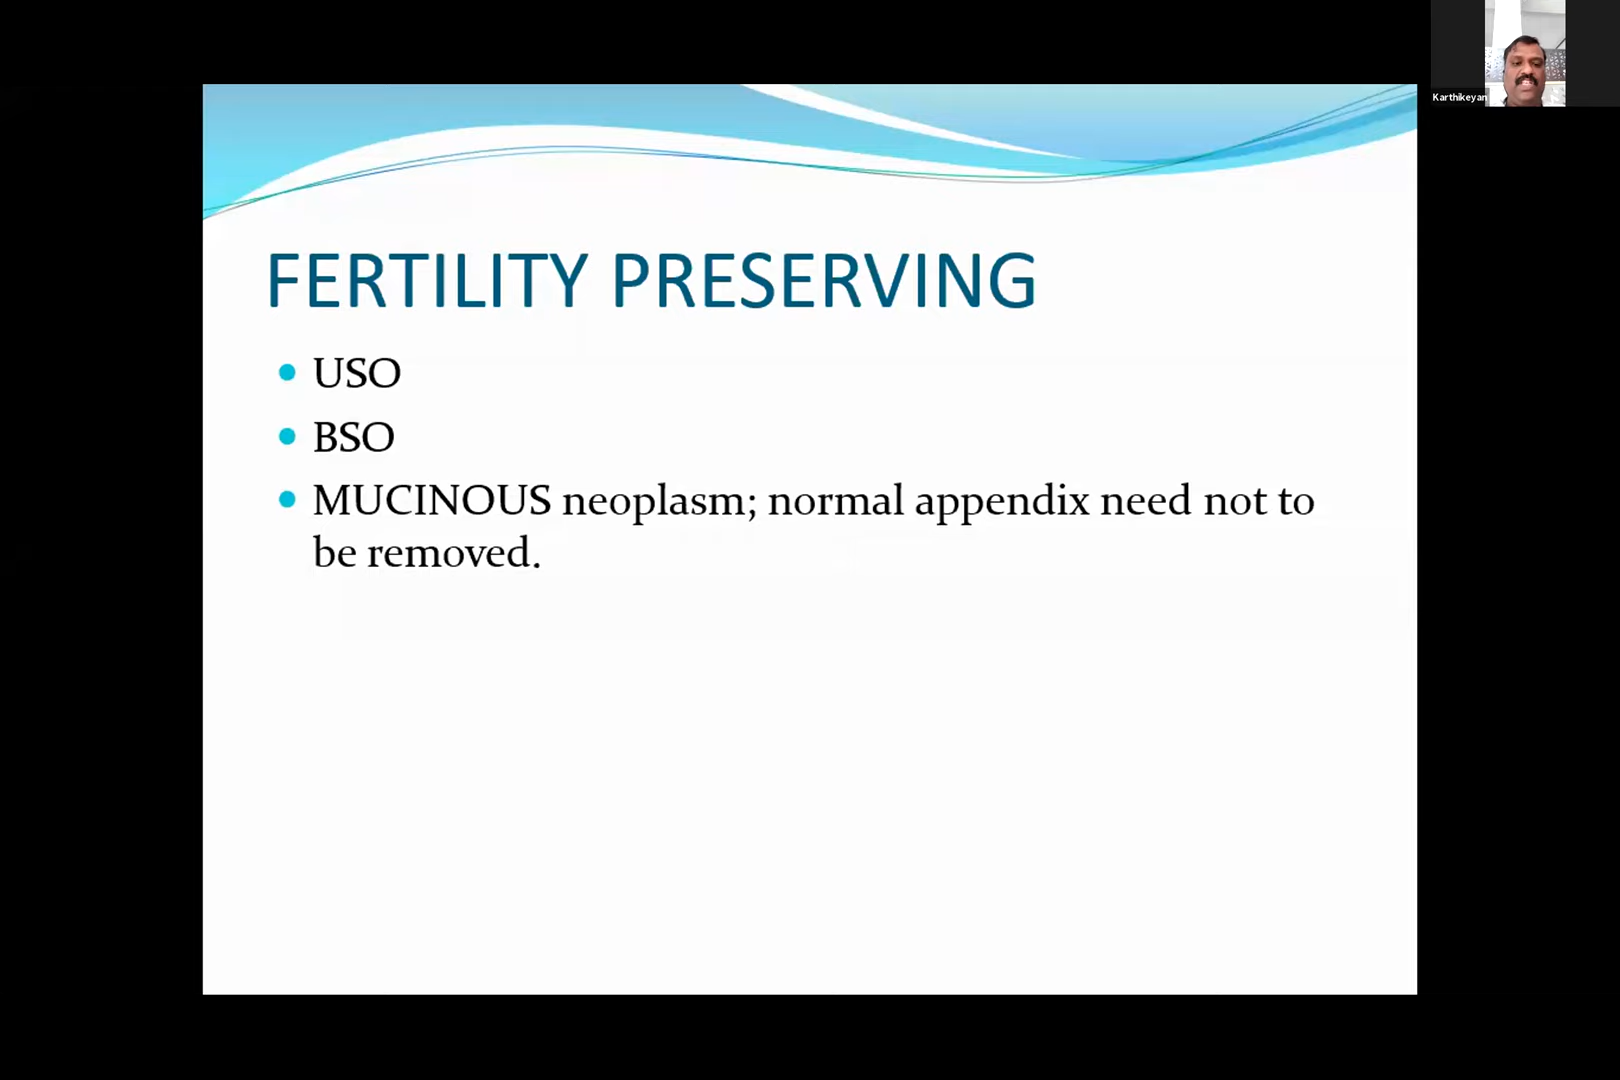 Karthikeyan
FERTILITY PRESERVING
USO
BSO
MUCINOUS neoplasm; normal appendix need not to
be removed.